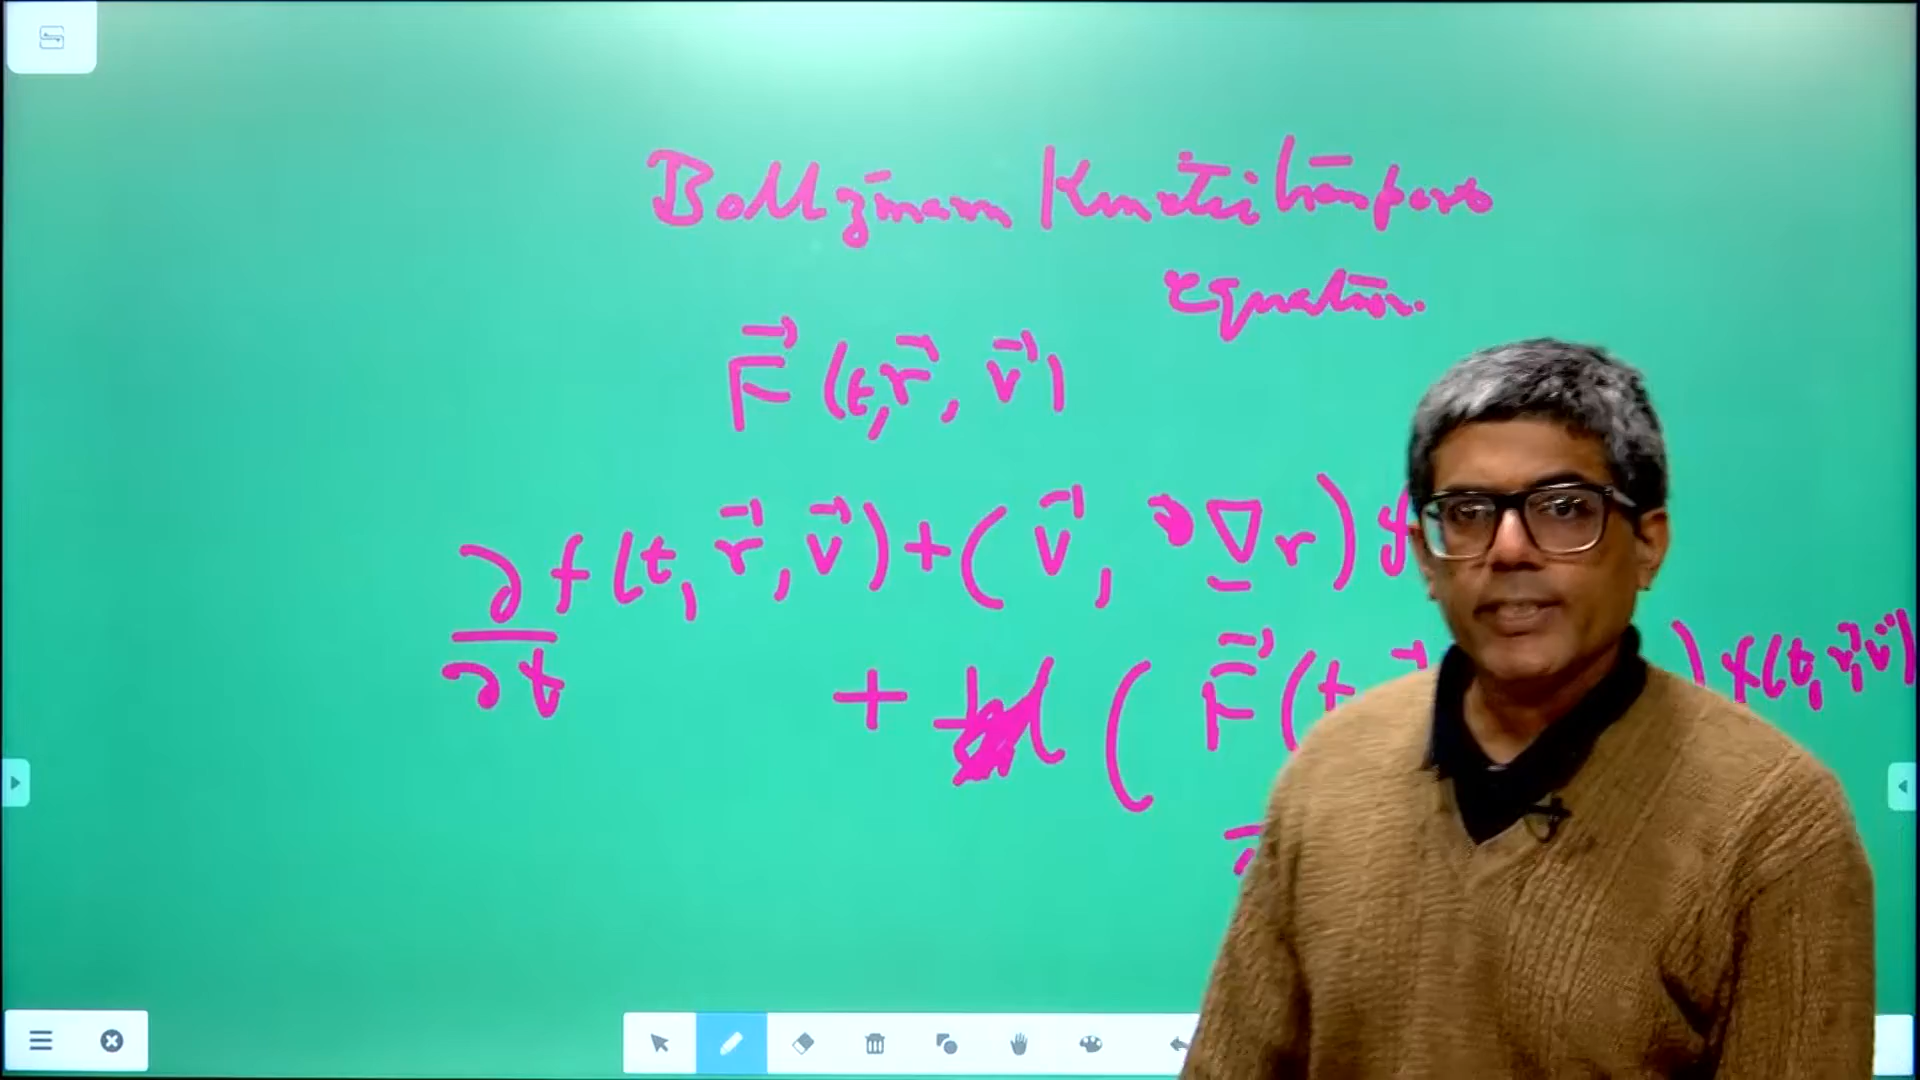 Boltzmann Kinetic transport
equation.
F⃗ (t, r⃗, v⃗)
∂/∂t f(t, r⃗, v⃗) + (v⃗, ∇r) f
+ ( F⃗ (t ) f(t, r⃗, v⃗)